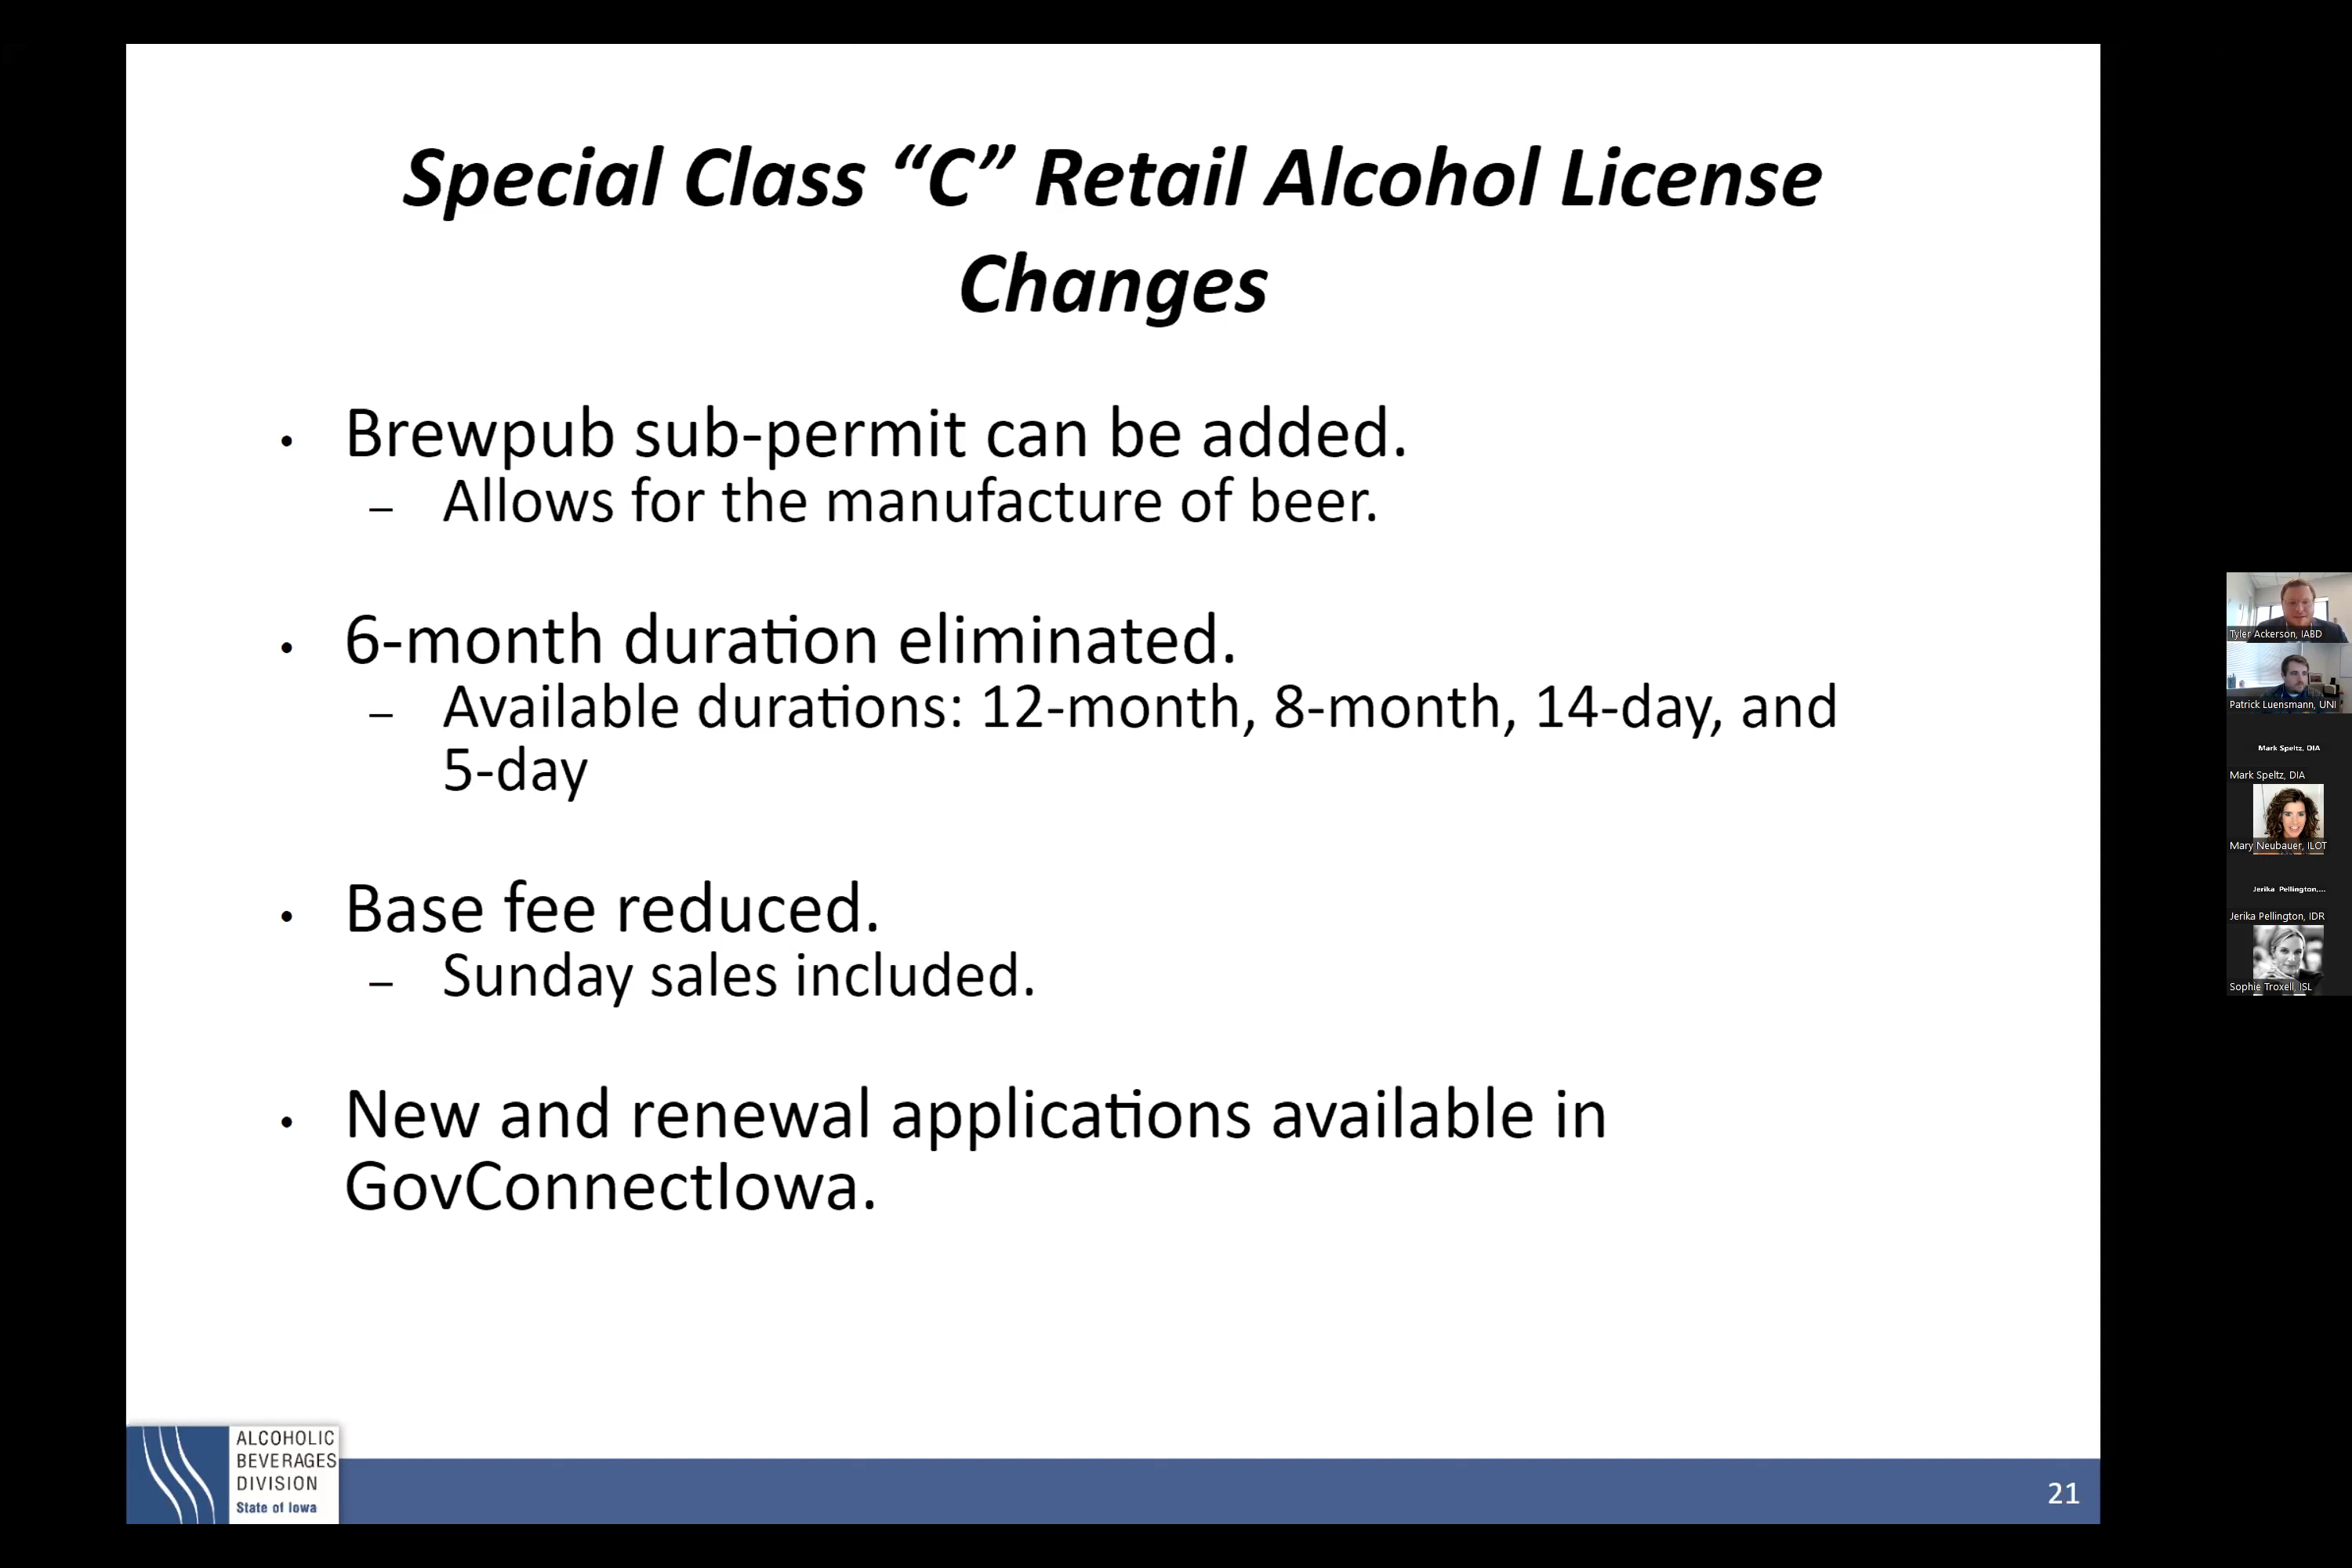 Special Class “C” Retail Alcohol License
Changes
• Brewpub sub-permit can be added.
– Allows for the manufacture of beer.
• 6-month duration eliminated.
– Available durations: 12-month, 8-month, 14-day, and
5-day
• Base fee reduced.
– Sunday sales included.
• New and renewal applications available in
GovConnectIowa.
ALCOHOLIC
BEVERAGES
DIVISION
State of Iowa
21
Tyler Ackerson, IABD
Patrick Luensmann, UNI
Mark Speltz, DIA
Mark Speltz, DIA
Mary Neubauer, ILOT
Jerika Pellington,...
Jerika Pellington, IDR
Sophie Troxell, ISL